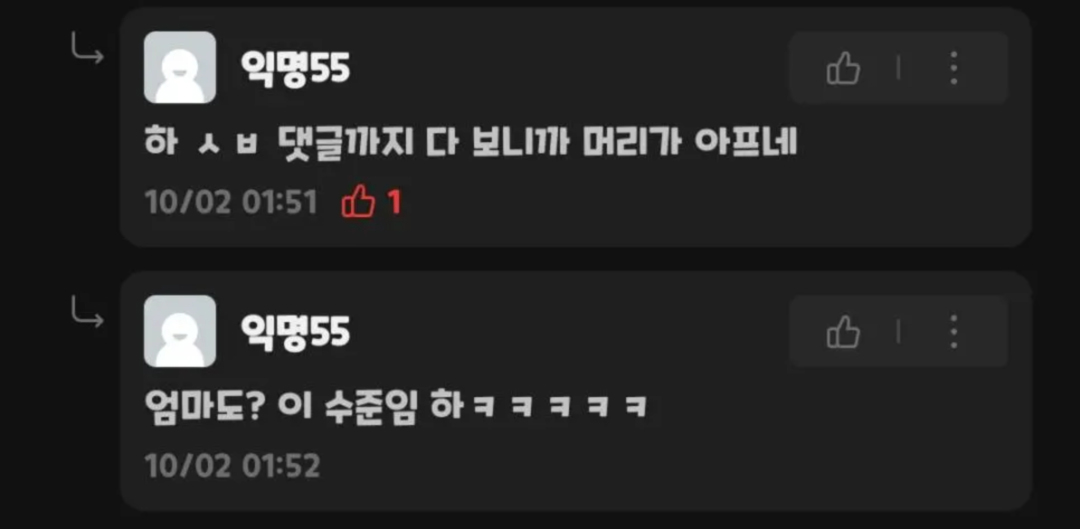 익명55
하 ㅅㅂ 댓글까지 다 보니까 머리가 아프네
10/02 01:51 1
익명55
엄마도? 이 수준임 하ㅋㅋㅋㅋㅋ
10/02 01:52